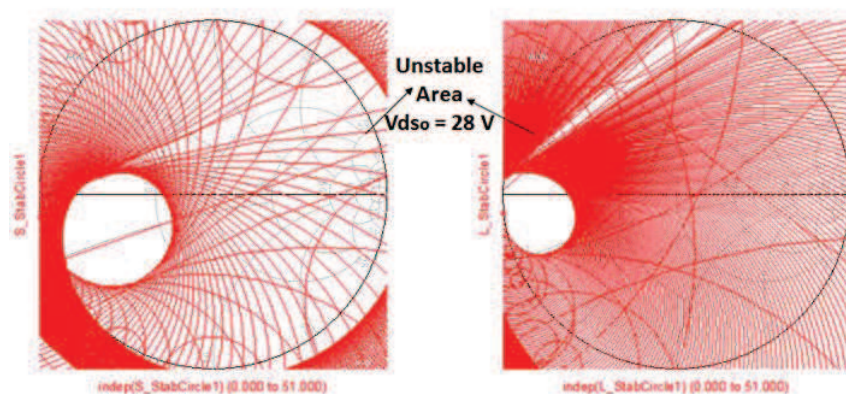 Unstable
Area
Vdso = 28 V
S_StabCircle1
L_StabCircle1
indep(S_StabCircle1) (0.000 to 51.000)
indep(L_StabCircle1) (0.000 to 51.000)